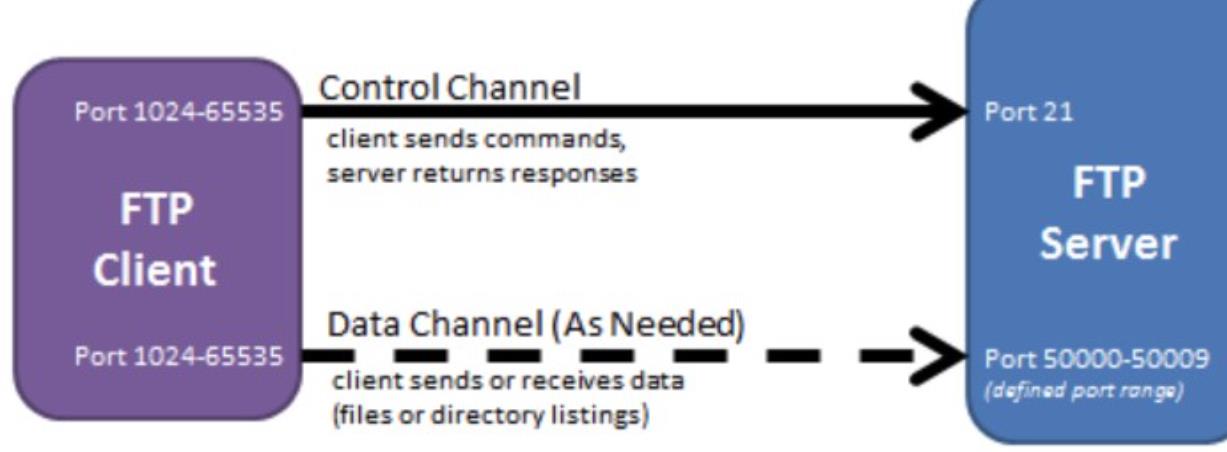 Control Channel
Port 1024-65535
Port 21
client sends commands,
server returns responses
FTP
Client
FTP
Server
Data Channel (As Needed)
Port 1024-65535
Port 50000-50009
(defined port range)
client sends or receives data
(files or directory listings)